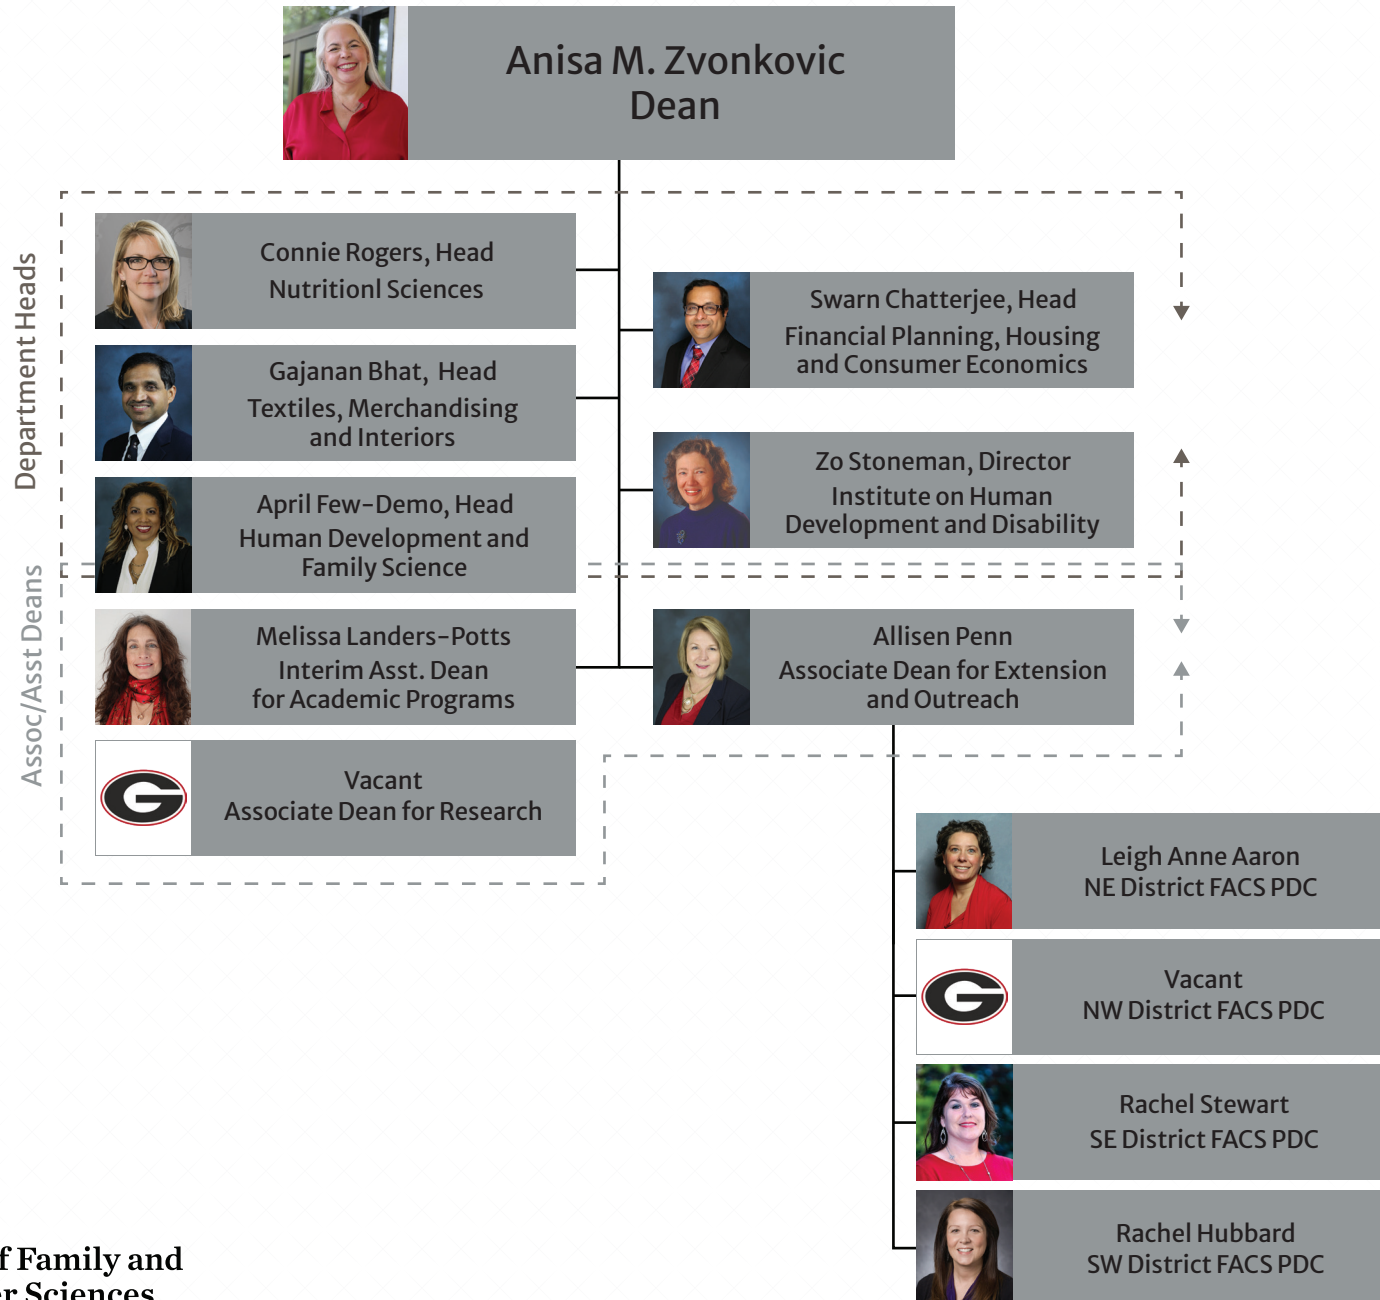 Anisa M. Zvonkovic
Dean
Department Heads
Connie Rogers, Head
Nutritionl Sciences
Gajanan Bhat, Head
Textiles, Merchandising
and Interiors
April Few-Demo, Head
Human Development and
Family Science
Swarn Chatterjee, Head
Financial Planning, Housing
and Consumer Economics
Zo Stoneman, Director
Institute on Human
Development and Disability
Assoc/Asst Deans
Melissa Landers-Potts
Interim Asst. Dean
for Academic Programs
G
Vacant
Associate Dean for Research
Allisen Penn
Associate Dean for Extension
and Outreach
Leigh Anne Aaron
NE District FACS PDC
G
Vacant
NW District FACS PDC
Rachel Stewart
SE District FACS PDC
Rachel Hubbard
SW District FACS PDC
f Family and
er Sciences